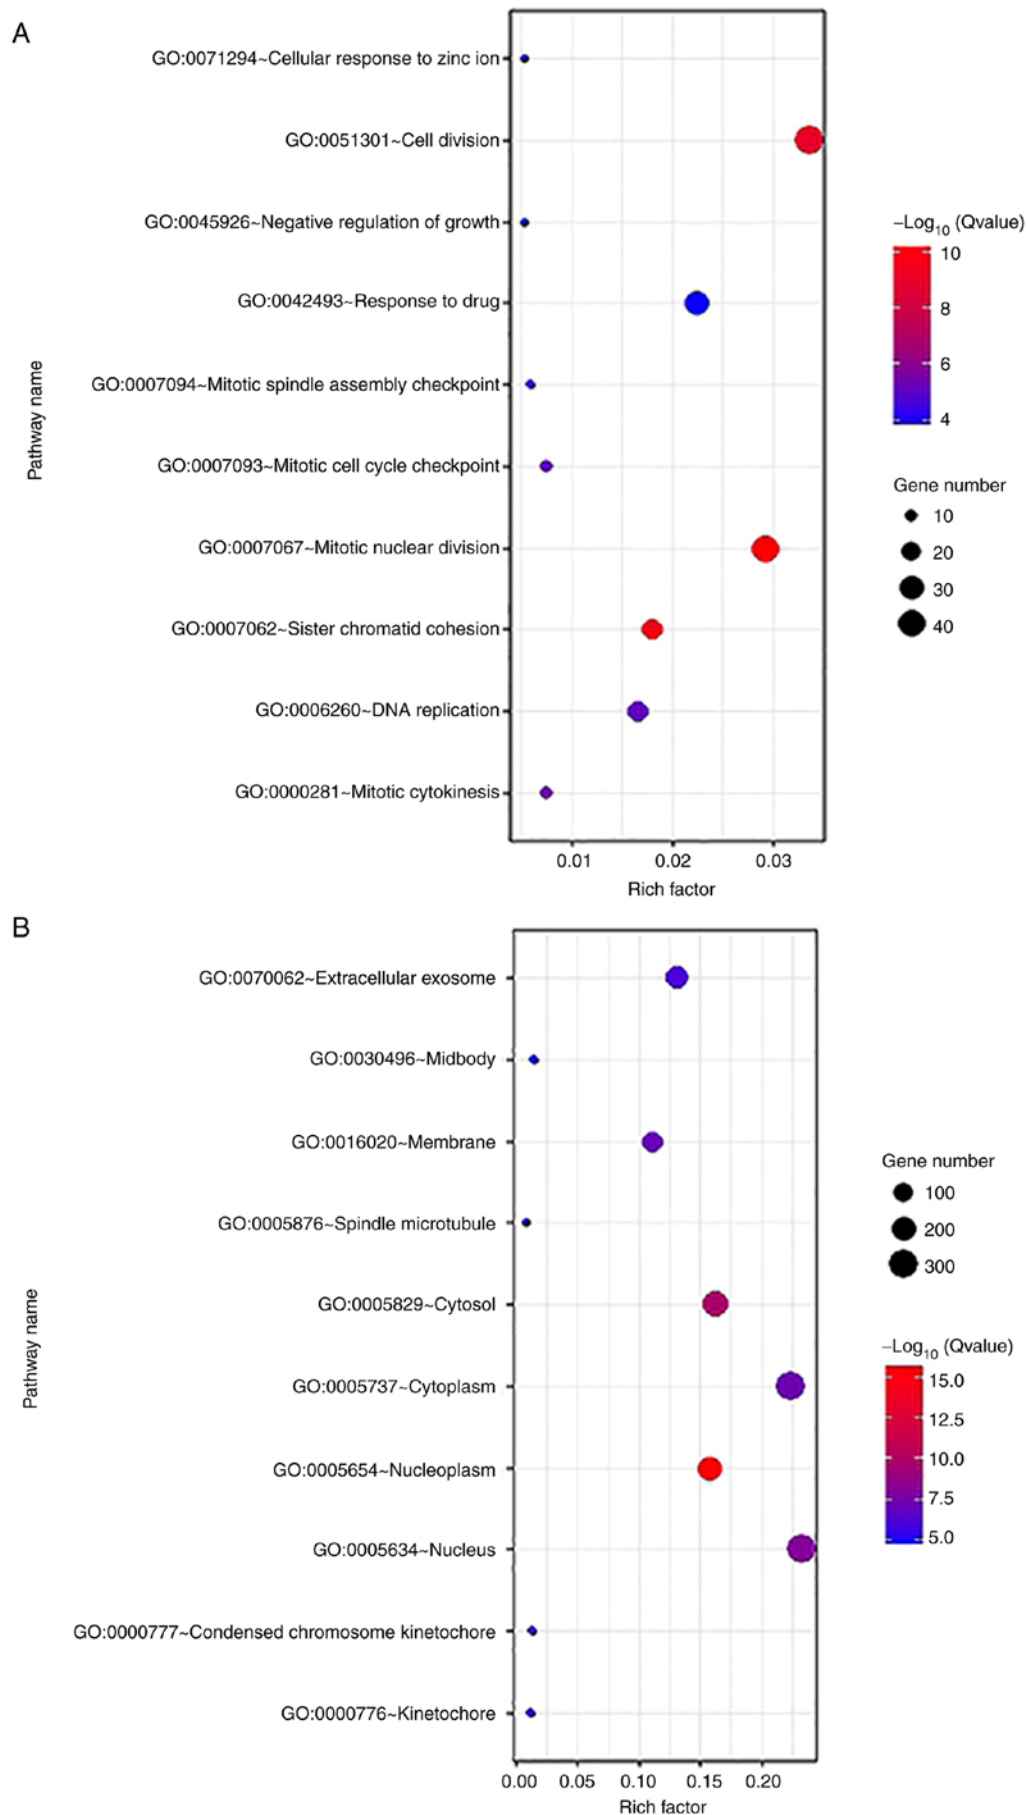 A
GO:0071294~Cellular response to zinc ion
GO:0051301~Cell division
GO:0045926~Negative regulation of growth
GO:0042493~Response to drug
GO:0007094~Mitotic spindle assembly checkpoint
GO:0007093~Mitotic cell cycle checkpoint
GO:0007067~Mitotic nuclear division
GO:0007062~Sister chromatid cohesion
GO:0006260~DNA replication
GO:0000281~Mitotic cytokinesis
Pathway name
0.01 0.02 0.03
Rich factor
−Log10 (Qvalue)
10
8
6
4
Gene number
10
20
30
40
B
GO:0070062~Extracellular exosome
GO:0030496~Midbody
GO:0016020~Membrane
GO:0005876~Spindle microtubule
GO:0005829~Cytosol
GO:0005737~Cytoplasm
GO:0005654~Nucleoplasm
GO:0005634~Nucleus
GO:0000777~Condensed chromosome kinetochore
GO:0000776~Kinetochore
Pathway name
0.00 0.05 0.10 0.15 0.20
Rich factor
Gene number
100
200
300
−Log10 (Qvalue)
15.0
12.5
10.0
7.5
5.0